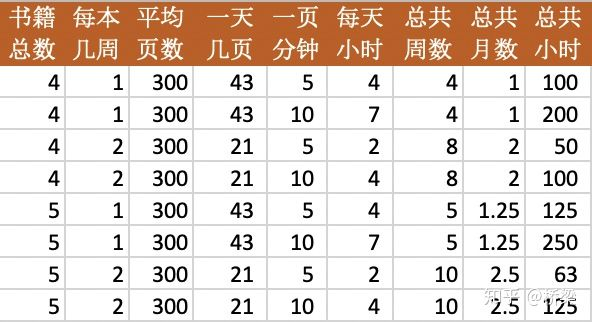 书籍 每本 平均 一天 一页 每天 总共 总共 总共
总数 几周 页数 几页 分钟 小时 周数 月数 小时
4 1 300 43 5 4 4 1 100
4 1 300 43 10 7 4 1 200
4 2 300 21 5 2 8 2 50
4 2 300 21 10 4 8 2 100
5 1 300 43 5 4 5 1.25 125
5 1 300 43 10 7 5 1.25 250
5 2 300 21 5 2 10 2.5 63
5 2 300 21 10 4 10 2.5 125
知乎 @桥梁